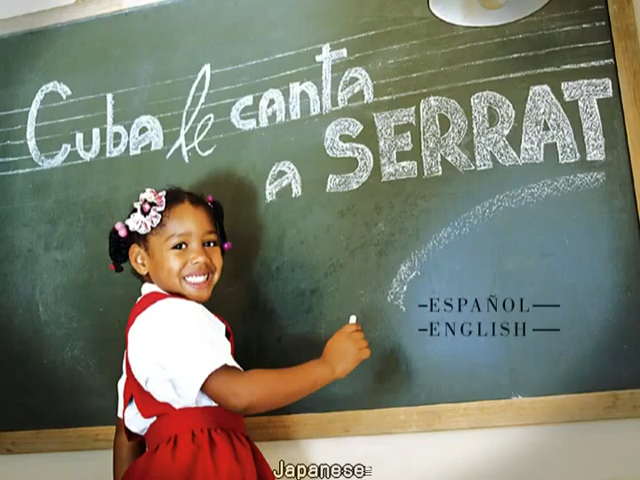 Cuba le canta
a SERRAT
-ESPAÑOL—
-ENGLISH—
Japanese